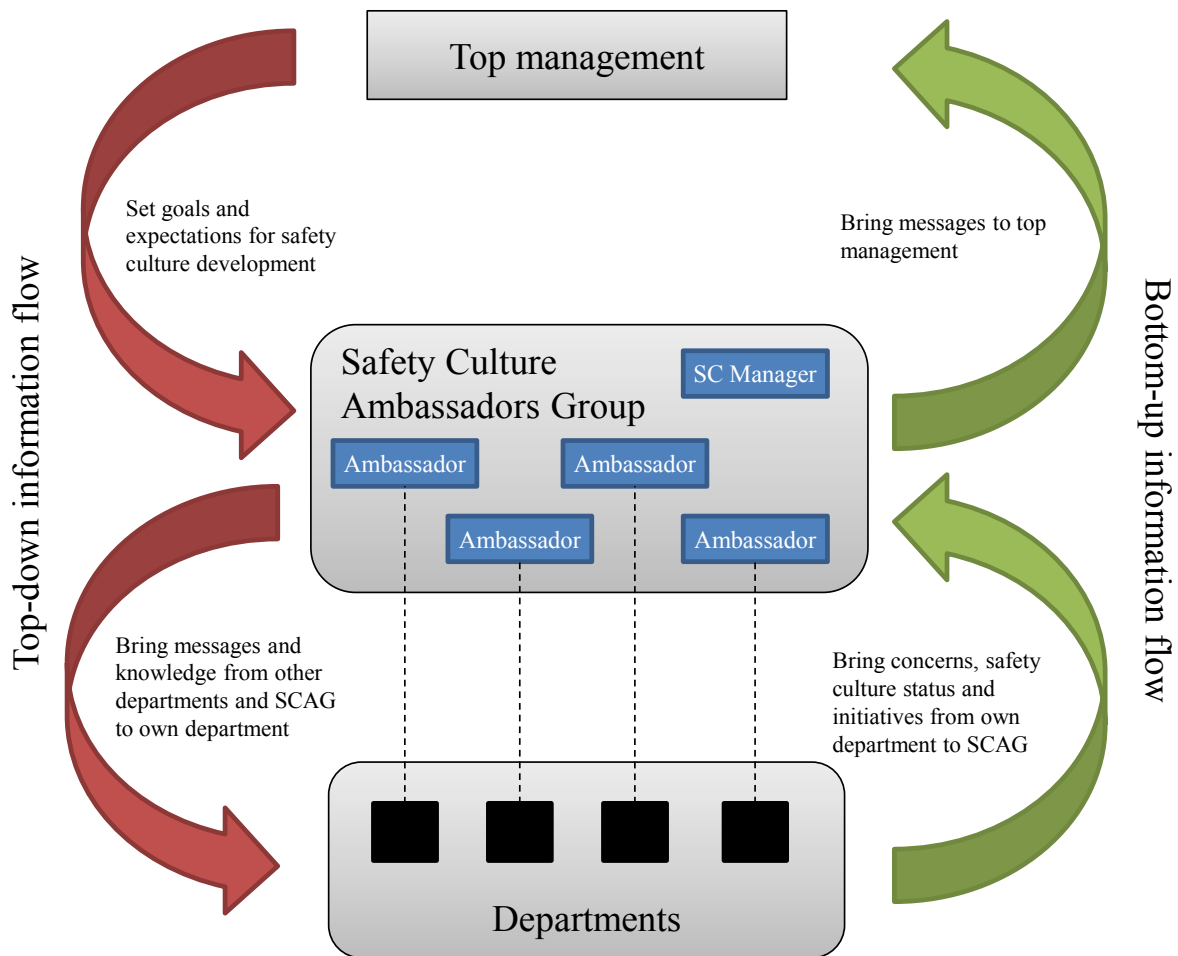 Top management
Set goals and
expectations for safety
culture development
Bring messages to top
management
Top-down information flow
Bottom-up information flow
Safety Culture
Ambassadors Group
SC Manager
Ambassador
Ambassador
Ambassador
Ambassador
Bring messages and
knowledge from other
departments and SCAG
to own department
Bring concerns, safety
culture status and
initiatives from own
department to SCAG
Departments